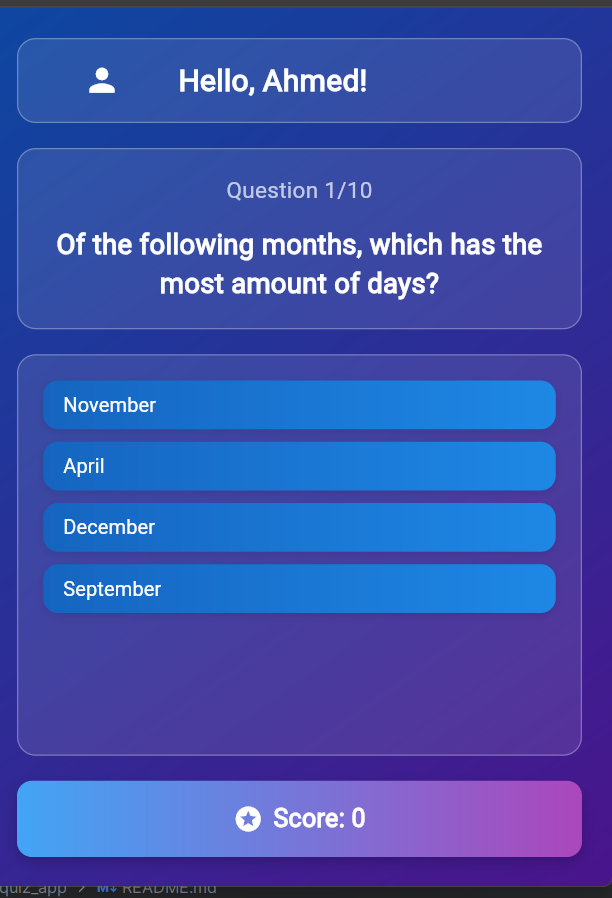 Hello, Ahmed!
Question 1/10
Of the following months, which has the
most amount of days?
November
April
December
September
Score: 0
quiz_app > M↓ README.md